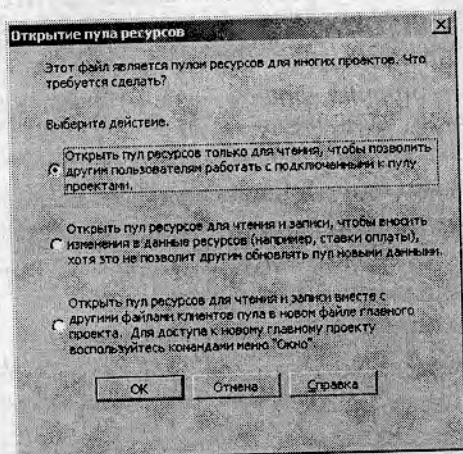 Открытие пула ресурсов
Этот файл является пулом ресурсов для многих проектов. Что
требуется сделать?
Выберите действие.
Открыть пул ресурсов только для чтения, чтобы позволить
другим пользователям работать с подключенными к пулу
проектами.
Открыть пул ресурсов для чтения и записи, чтобы вносить
изменения в данные ресурсов (например, ставки оплаты),
хотя это не позволит другим обновлять пул новыми данными.
Открыть пул ресурсов для чтения и записи вместе с
другими файлами клиентов пула в новом файле главного
проекта. Для доступа к новому главному проекту
воспользуйтесь командами меню "Окно"
ОК
Отмена
Справка